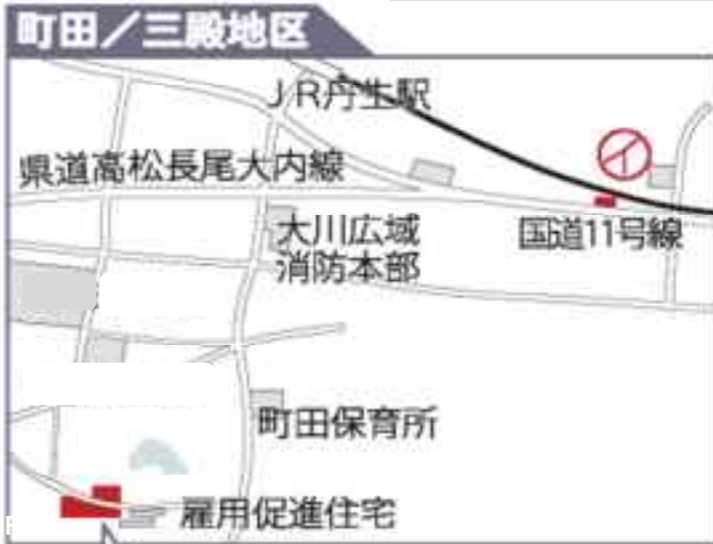 町田／三殿地区
JR丹生駅
県道高松長尾大内線
イ
国道11号線
大川広域
消防本部
町田保育所
雇用促進住宅